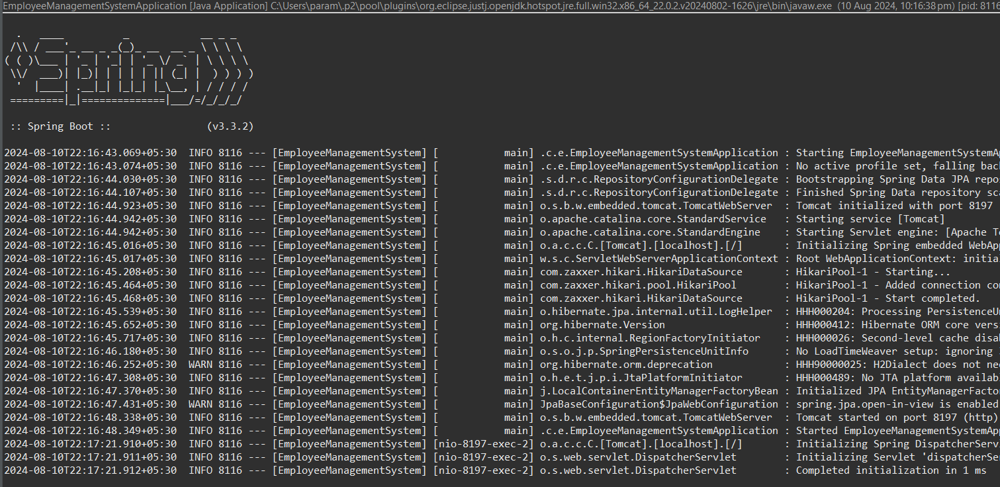 EmployeeManagementSystemApplication [Java Application] C:\Users\param\.p2\pool\plugins\org.eclipse.justj.openjdk.hotspot.jre.full.win32.x86_64_22.0.2.v20240802-1626\jre\bin\javaw.exe (10 Aug 2024, 10:16:38 pm) [pid: 8116
  .   ____          _            __ _ _
 /\\ / ___'_ __ _ _(_)_ __  __ _ \ \ \ \
( ( )\___ | '_ | '_| | '_ \/ _` | \ \ \ \
 \\/  ___)| |_)| | | | | || (_| |  ) ) ) )
  '  |____| .__|_| |_|_| |_\__, | / / / /
 =========|_|==============|___/=/_/_/_/
 :: Spring Boot ::                (v3.3.2)
2024-08-10T22:16:43.069+05:30  INFO 8116 --- [EmployeeManagementSystem] [           main] .c.e.EmployeeManagementSystemApplication : Starting EmployeeManagementSystemAp
2024-08-10T22:16:43.074+05:30  INFO 8116 --- [EmployeeManagementSystem] [           main] .c.e.EmployeeManagementSystemApplication : No active profile set, falling bac
2024-08-10T22:16:44.030+05:30  INFO 8116 --- [EmployeeManagementSystem] [           main] .s.d.r.c.RepositoryConfigurationDelegate : Bootstrapping Spring Data JPA repo
2024-08-10T22:16:44.107+05:30  INFO 8116 --- [EmployeeManagementSystem] [           main] .s.d.r.c.RepositoryConfigurationDelegate : Finished Spring Data repository sc
2024-08-10T22:16:44.923+05:30  INFO 8116 --- [EmployeeManagementSystem] [           main] o.s.b.w.embedded.tomcat.TomcatWebServer  : Tomcat initialized with port 8197
2024-08-10T22:16:44.942+05:30  INFO 8116 --- [EmployeeManagementSystem] [           main] o.apache.catalina.core.StandardService   : Starting service [Tomcat]
2024-08-10T22:16:44.942+05:30  INFO 8116 --- [EmployeeManagementSystem] [           main] o.apache.catalina.core.StandardEngine    : Starting Servlet engine: [Apache To
2024-08-10T22:16:45.016+05:30  INFO 8116 --- [EmployeeManagementSystem] [           main] o.a.c.c.C.[Tomcat].[localhost].[/]       : Initializing Spring embedded WebAp
2024-08-10T22:16:45.017+05:30  INFO 8116 --- [EmployeeManagementSystem] [           main] w.s.c.ServletWebServerApplicationContext : Root WebApplicationContext: initia
2024-08-10T22:16:45.208+05:30  INFO 8116 --- [EmployeeManagementSystem] [           main] com.zaxxer.hikari.HikariDataSource       : HikariPool-1 - Starting...
2024-08-10T22:16:45.464+05:30  INFO 8116 --- [EmployeeManagementSystem] [           main] com.zaxxer.hikari.pool.HikariPool        : HikariPool-1 - Added connection co
2024-08-10T22:16:45.468+05:30  INFO 8116 --- [EmployeeManagementSystem] [           main] com.zaxxer.hikari.HikariDataSource       : HikariPool-1 - Start completed.
2024-08-10T22:16:45.539+05:30  INFO 8116 --- [EmployeeManagementSystem] [           main] o.hibernate.jpa.internal.util.LogHelper  : HHH000204: Processing PersistenceUn
2024-08-10T22:16:45.652+05:30  INFO 8116 --- [EmployeeManagementSystem] [           main] org.hibernate.Version                    : HHH000412: Hibernate ORM core vers
2024-08-10T22:16:45.717+05:30  INFO 8116 --- [EmployeeManagementSystem] [           main] o.h.c.internal.RegionFactoryInitiator    : HHH000026: Second-level cache disab
2024-08-10T22:16:46.180+05:30  INFO 8116 --- [EmployeeManagementSystem] [           main] o.s.o.j.p.SpringPersistenceUnitInfo      : No LoadTimeWeaver setup: ignoring
2024-08-10T22:16:46.252+05:30  WARN 8116 --- [EmployeeManagementSystem] [           main] org.hibernate.orm.deprecation            : HHH90000025: H2Dialect does not nee
2024-08-10T22:16:47.308+05:30  INFO 8116 --- [EmployeeManagementSystem] [           main] o.h.e.t.j.p.i.JtaPlatformInitiator       : HHH000489: No JTA platform availab
2024-08-10T22:16:47.370+05:30  INFO 8116 --- [EmployeeManagementSystem] [           main] j.LocalContainerEntityManagerFactoryBean : Initialized JPA EntityManagerFacto
2024-08-10T22:16:47.431+05:30  WARN 8116 --- [EmployeeManagementSystem] [           main] JpaBaseConfiguration$JpaWebConfiguration : spring.jpa.open-in-view is enabled
2024-08-10T22:16:48.338+05:30  INFO 8116 --- [EmployeeManagementSystem] [           main] o.s.b.w.embedded.tomcat.TomcatWebServer  : Tomcat started on port 8197 (http)
2024-08-10T22:16:48.349+05:30  INFO 8116 --- [EmployeeManagementSystem] [           main] .c.e.EmployeeManagementSystemApplication : Started EmployeeManagementSystemApp
2024-08-10T22:17:21.910+05:30  INFO 8116 --- [EmployeeManagementSystem] [nio-8197-exec-2] o.a.c.c.C.[Tomcat].[localhost].[/]       : Initializing Spring DispatcherServ
2024-08-10T22:17:21.911+05:30  INFO 8116 --- [EmployeeManagementSystem] [nio-8197-exec-2] o.s.web.servlet.DispatcherServlet        : Initializing Servlet 'dispatcherSe
2024-08-10T22:17:21.912+05:30  INFO 8116 --- [EmployeeManagementSystem] [nio-8197-exec-2] o.s.web.servlet.DispatcherServlet        : Completed initialization in 1 ms